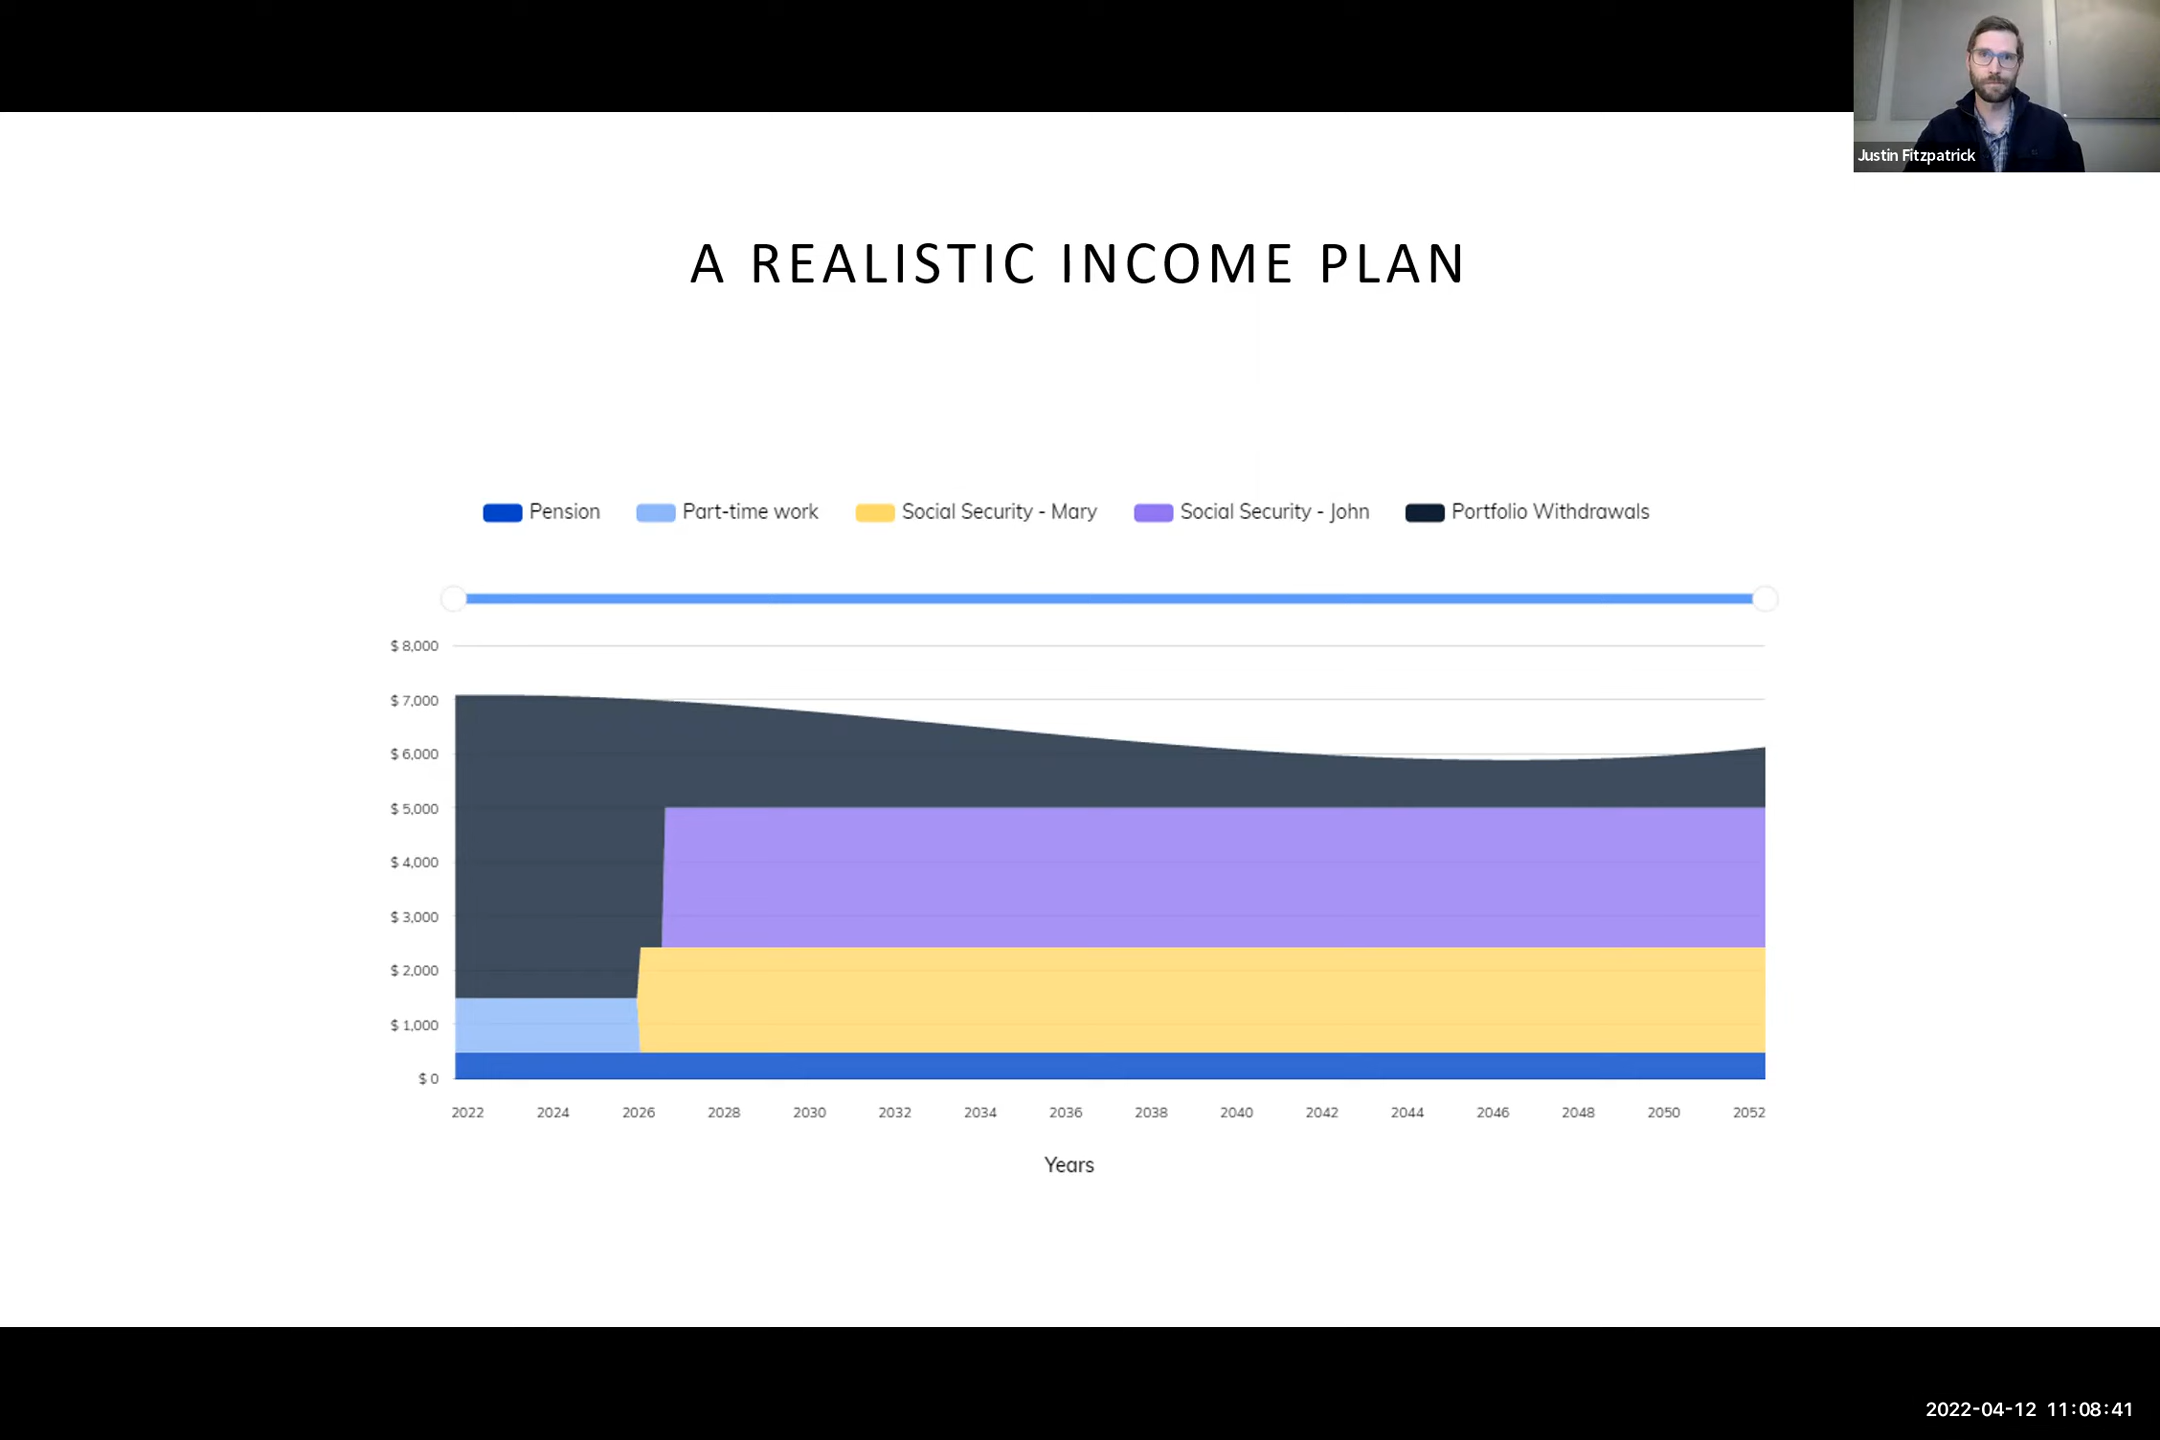 Justin Fitzpatrick
A REALISTIC INCOME PLAN
Pension Part-time work Social Security - Mary Social Security - John Portfolio Withdrawals
$ 8,000
$ 7,000
$ 6,000
$ 5,000
$ 4,000
$ 3,000
$ 2,000
$ 1,000
$ 0
2022 2024 2026 2028 2030 2032 2034 2036 2038 2040 2042 2044 2046 2048 2050 2052
Years
2022-04-12 11:08:41